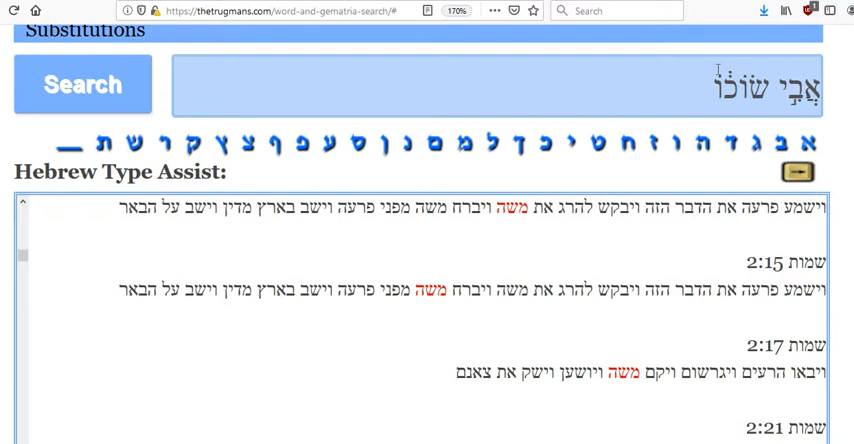 https://thetrugmans.com/word-and-gematria-search/#
170%
Search
Substitutions
Search
אֲבִ֣י שׂוֹכ֔וֹ
א ב ג ד ה ו ז ח ט י כ ך ל מ ם נ ן ס ע פ ף צ ץ ק ר ש ת
Hebrew Type Assist:
וישמע פרעה את הדבר הזה ויבקש להרג את משה ויברח משה מפני פרעה וישב בארץ מדין וישב על הבאר
שמות 2:15
וישמע פרעה את הדבר הזה ויבקש להרג את משה ויברח משה מפני פרעה וישב בארץ מדין וישב על הבאר
שמות 2:17
ויבאו הרעים ויגרשום ויקם משה ויושען וישק את צאנם
שמות 2:21